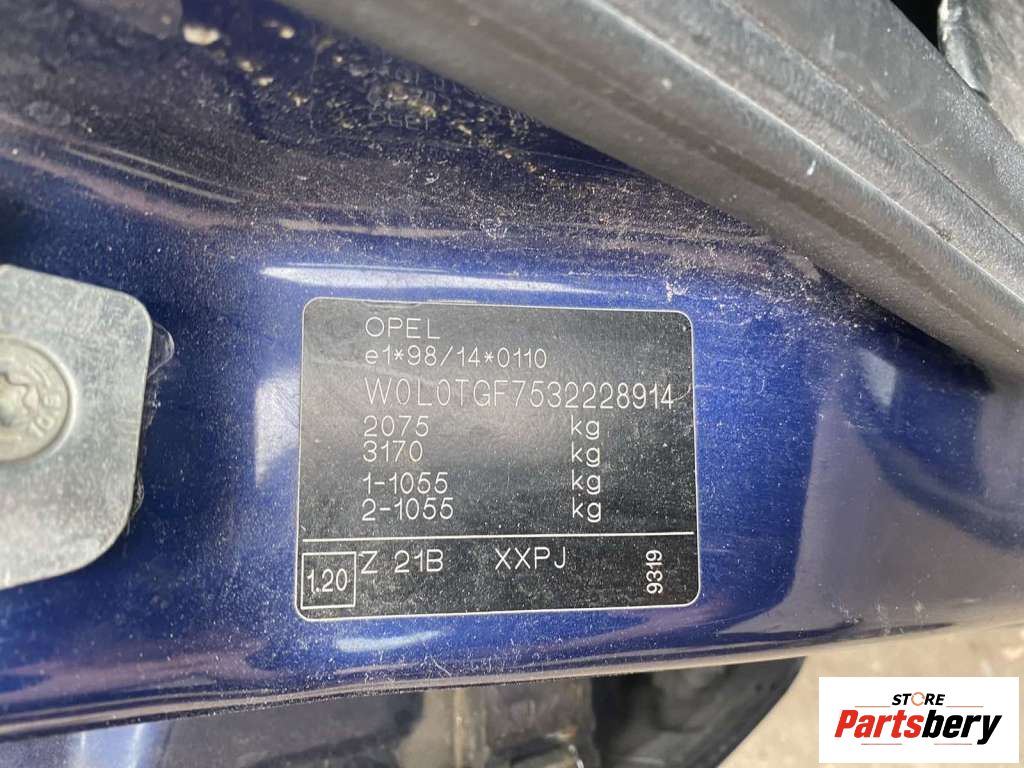 OPEL
e1*98/14*0110
W0L0TGF7532228914
2075 kg
3170 kg
1-1055 kg
2-1055 kg
1.20 Z 21B XXPJ 9319
STORE
Partsbery